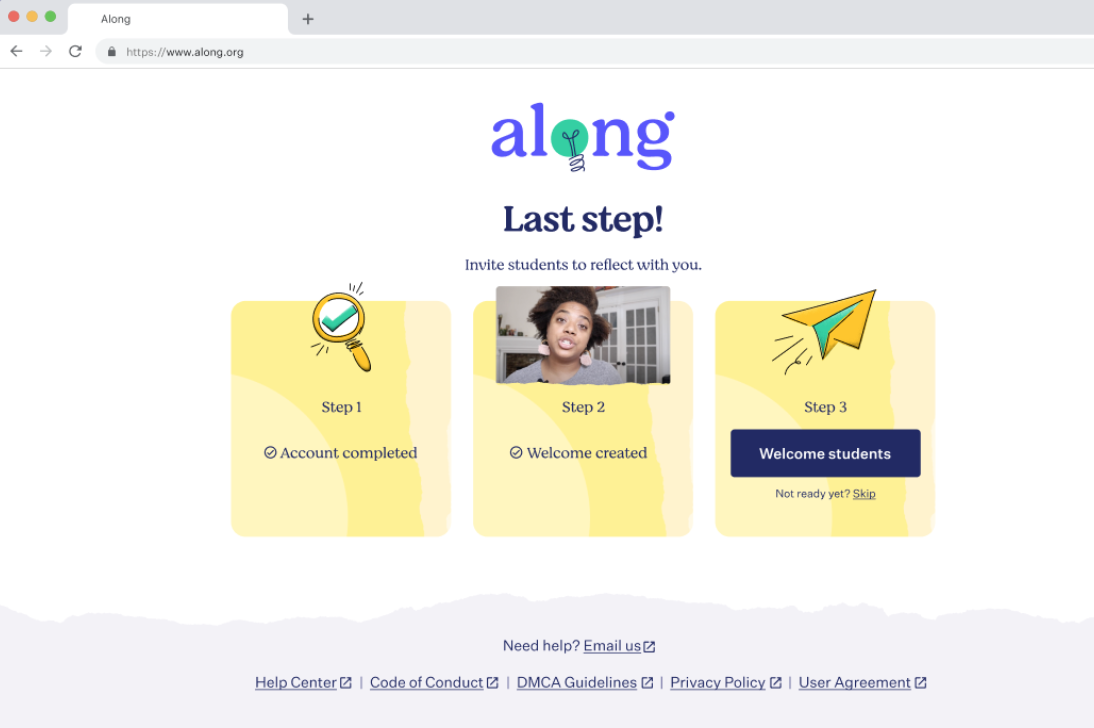 Along
https://www.along.org
along
Last step!
Invite students to reflect with you.
Step 1
Account completed
Step 2
Welcome created
Step 3
Welcome students
Not ready yet? Skip
Need help? Email us
Help Center | Code of Conduct | DMCA Guidelines | Privacy Policy | User Agreement